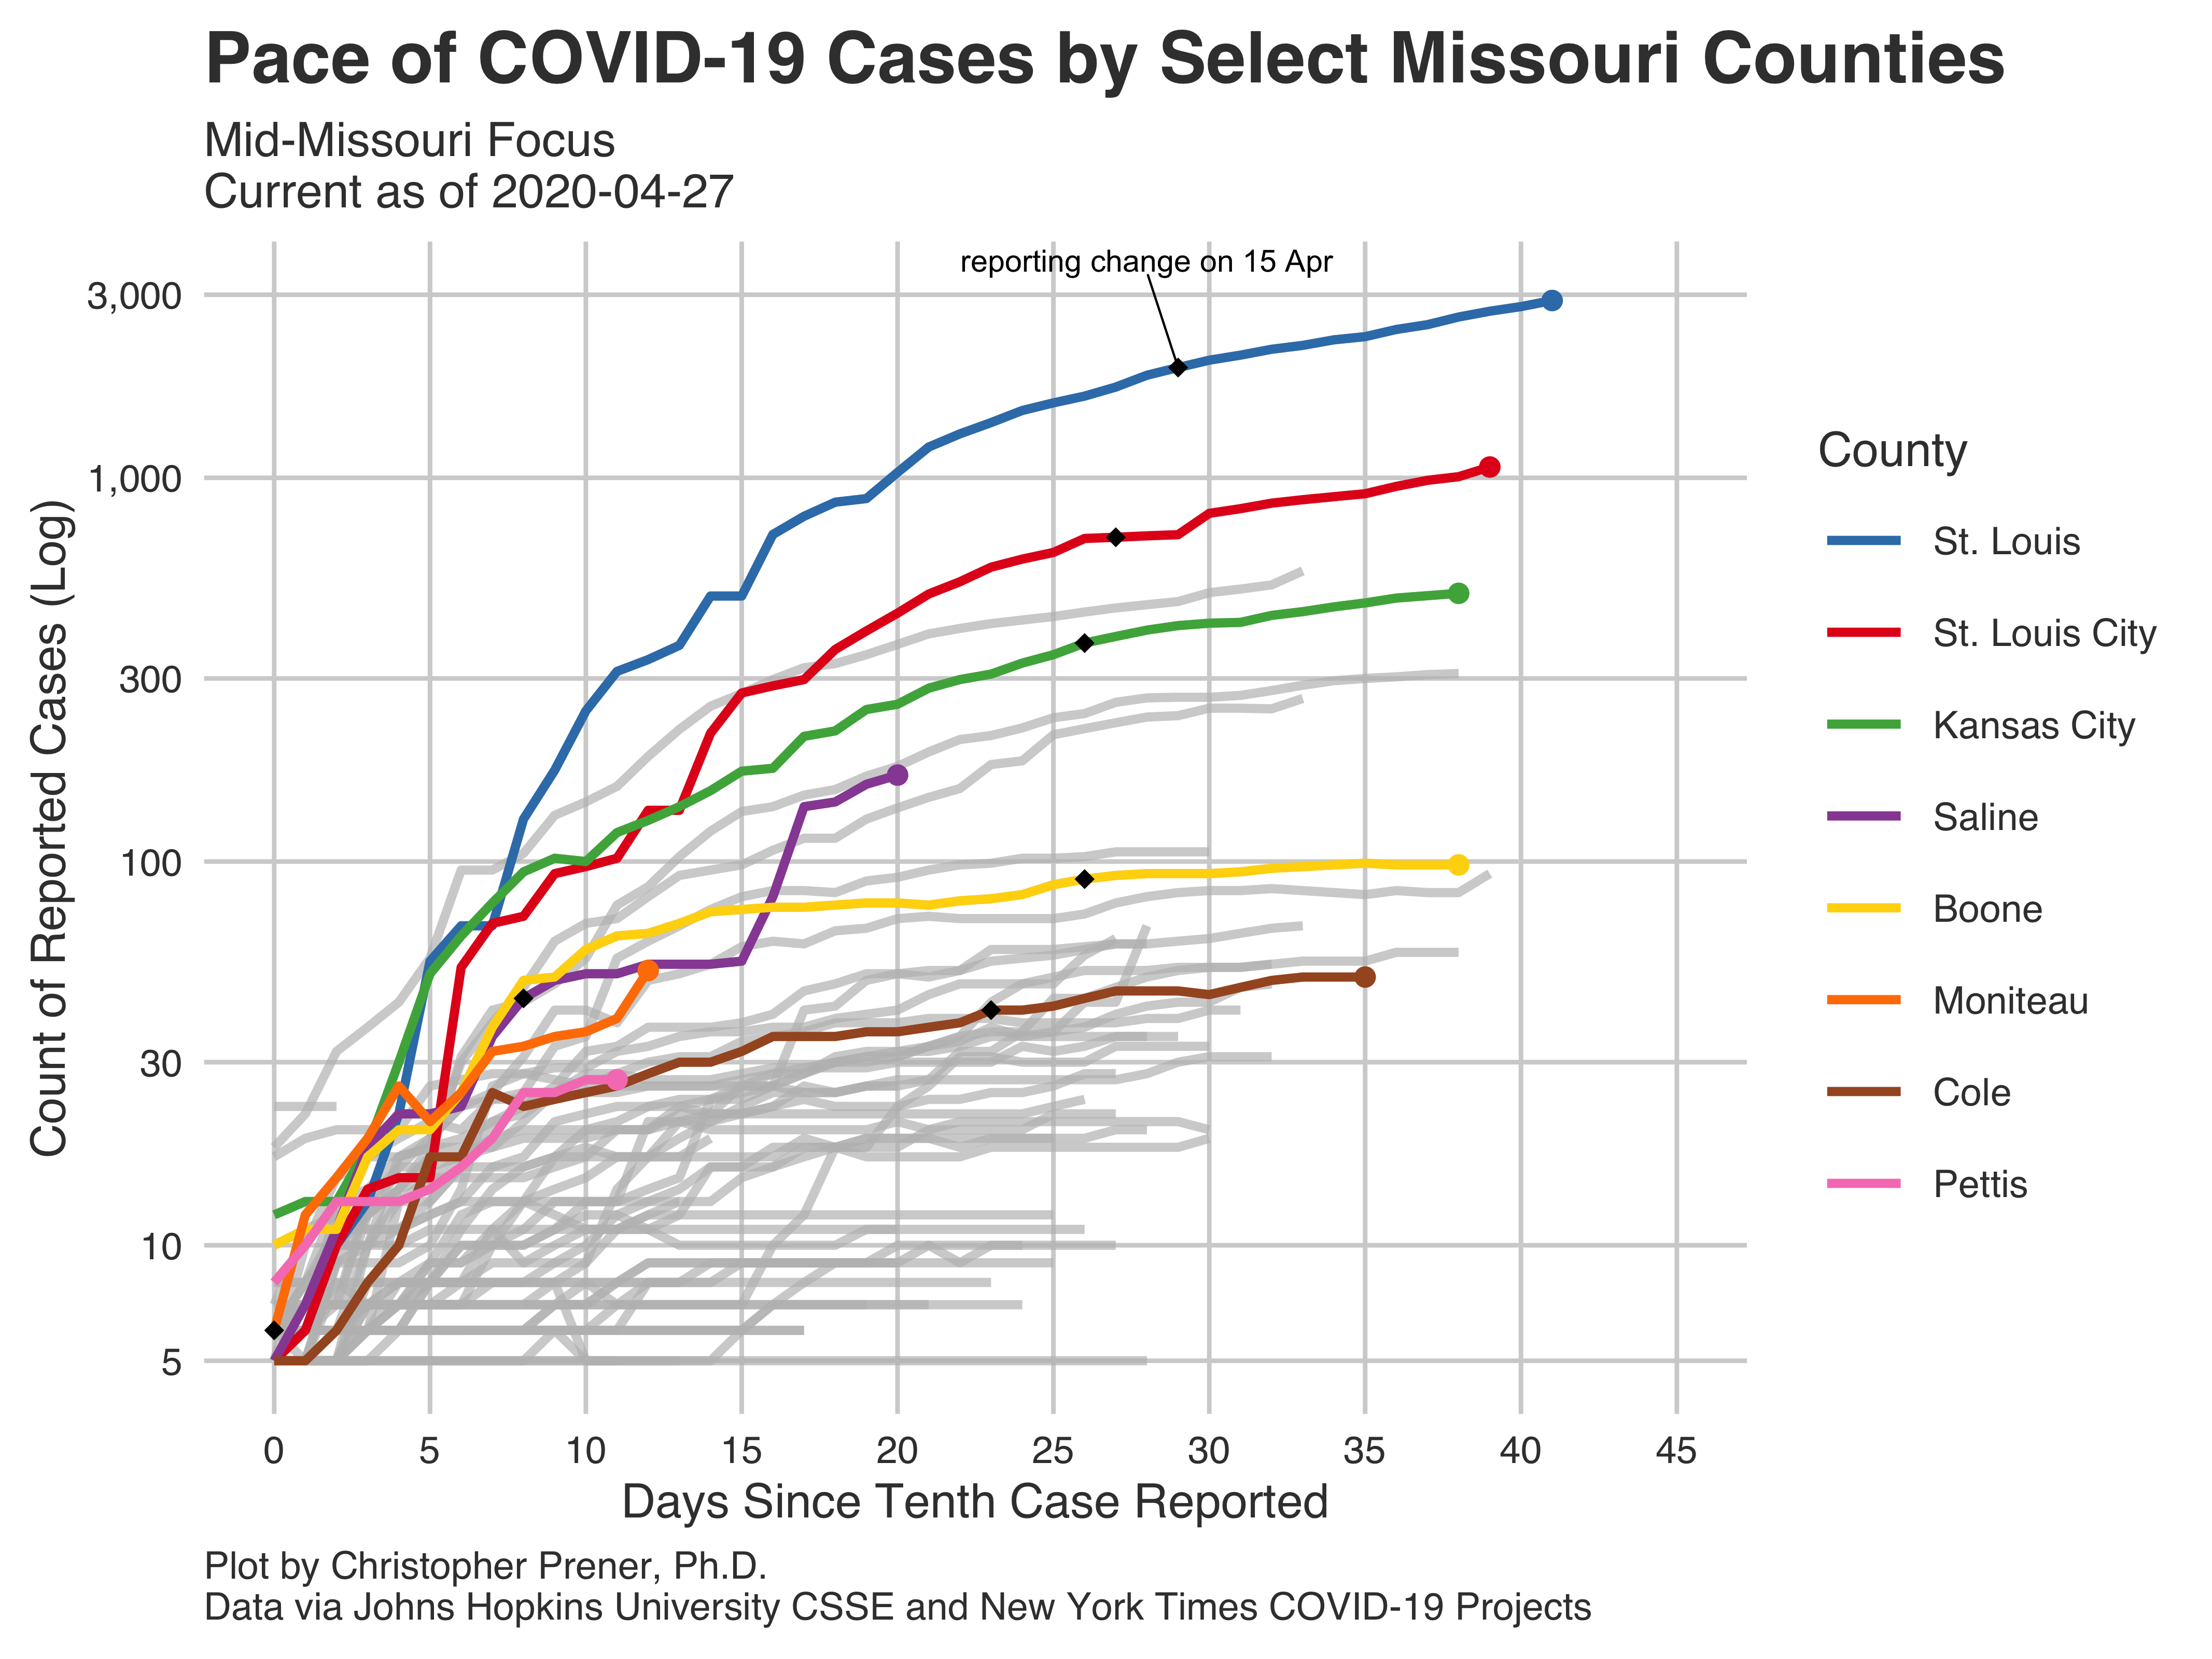 Pace of COVID-19 Cases by Select Missouri Counties
Mid-Missouri Focus
Current as of 2020-04-27
reporting change on 15 Apr
Count of Reported Cases (Log)
3,000
1,000
300
100
30
10
5
0 5 10 15 20 25 30 35 40 45
Days Since Tenth Case Reported
County
St. Louis
St. Louis City
Kansas City
Saline
Boone
Moniteau
Cole
Pettis
Plot by Christopher Prener, Ph.D.
Data via Johns Hopkins University CSSE and New York Times COVID-19 Projects